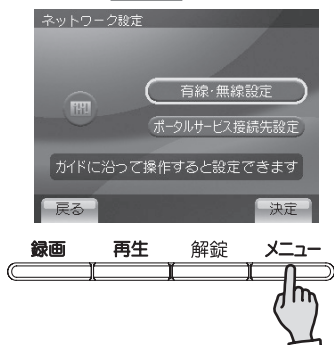 ネットワーク設定
有線・無線設定
ポータルサービス接続先設定
ガイドに沿って操作すると設定できます
戻る 決定
録画 再生 解錠 メニュー